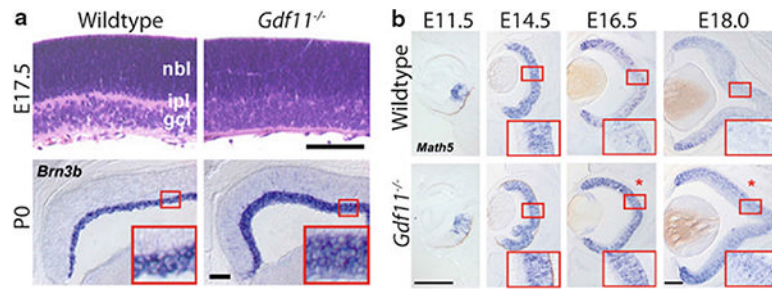 a
Wildtype
Gdf11-/-
E17.5
nbl
ipl
gcl
P0
Brn3b
b
E11.5
E14.5
E16.5
E18.0
Wildtype
Math5
Gdf11-/-
*
*